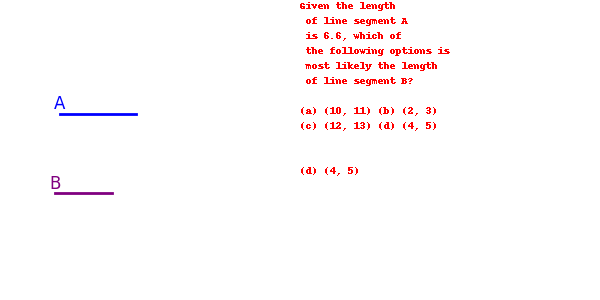 Given the length
of line segment A
is 6.6, which of
the following options is
most likely the length
of line segment B?
(a) (10, 11) (b) (2, 3)
(c) (12, 13) (d) (4, 5)
(d) (4, 5)
A
B